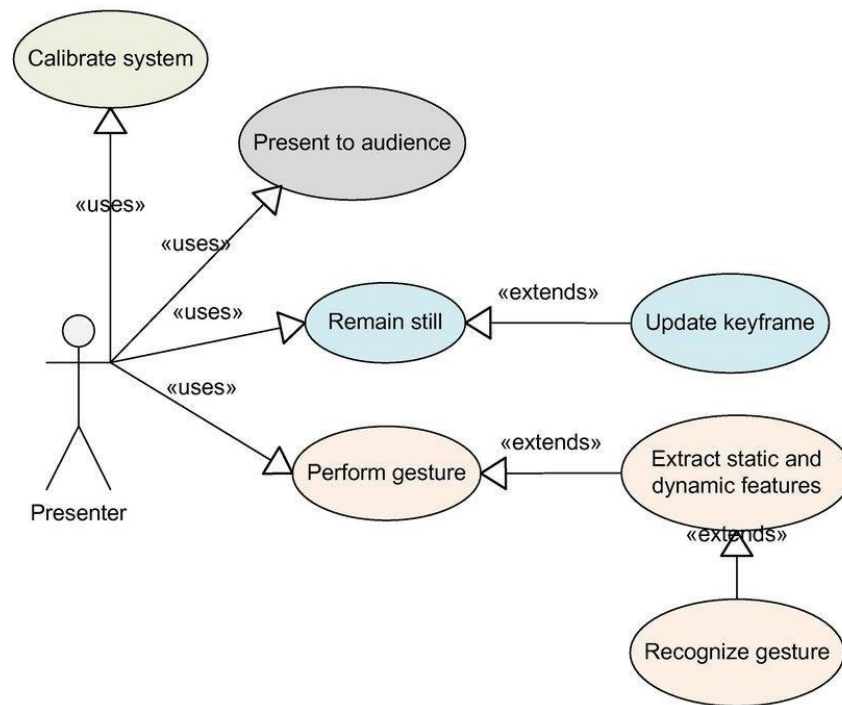 Calibrate system
Present to audience
«uses»
«uses»
«extends»
«uses»
Remain still
Update keyframe
«uses»
«extends»
Perform gesture
Extract static and
dynamic features
Presenter
«extends»
Recognize gesture